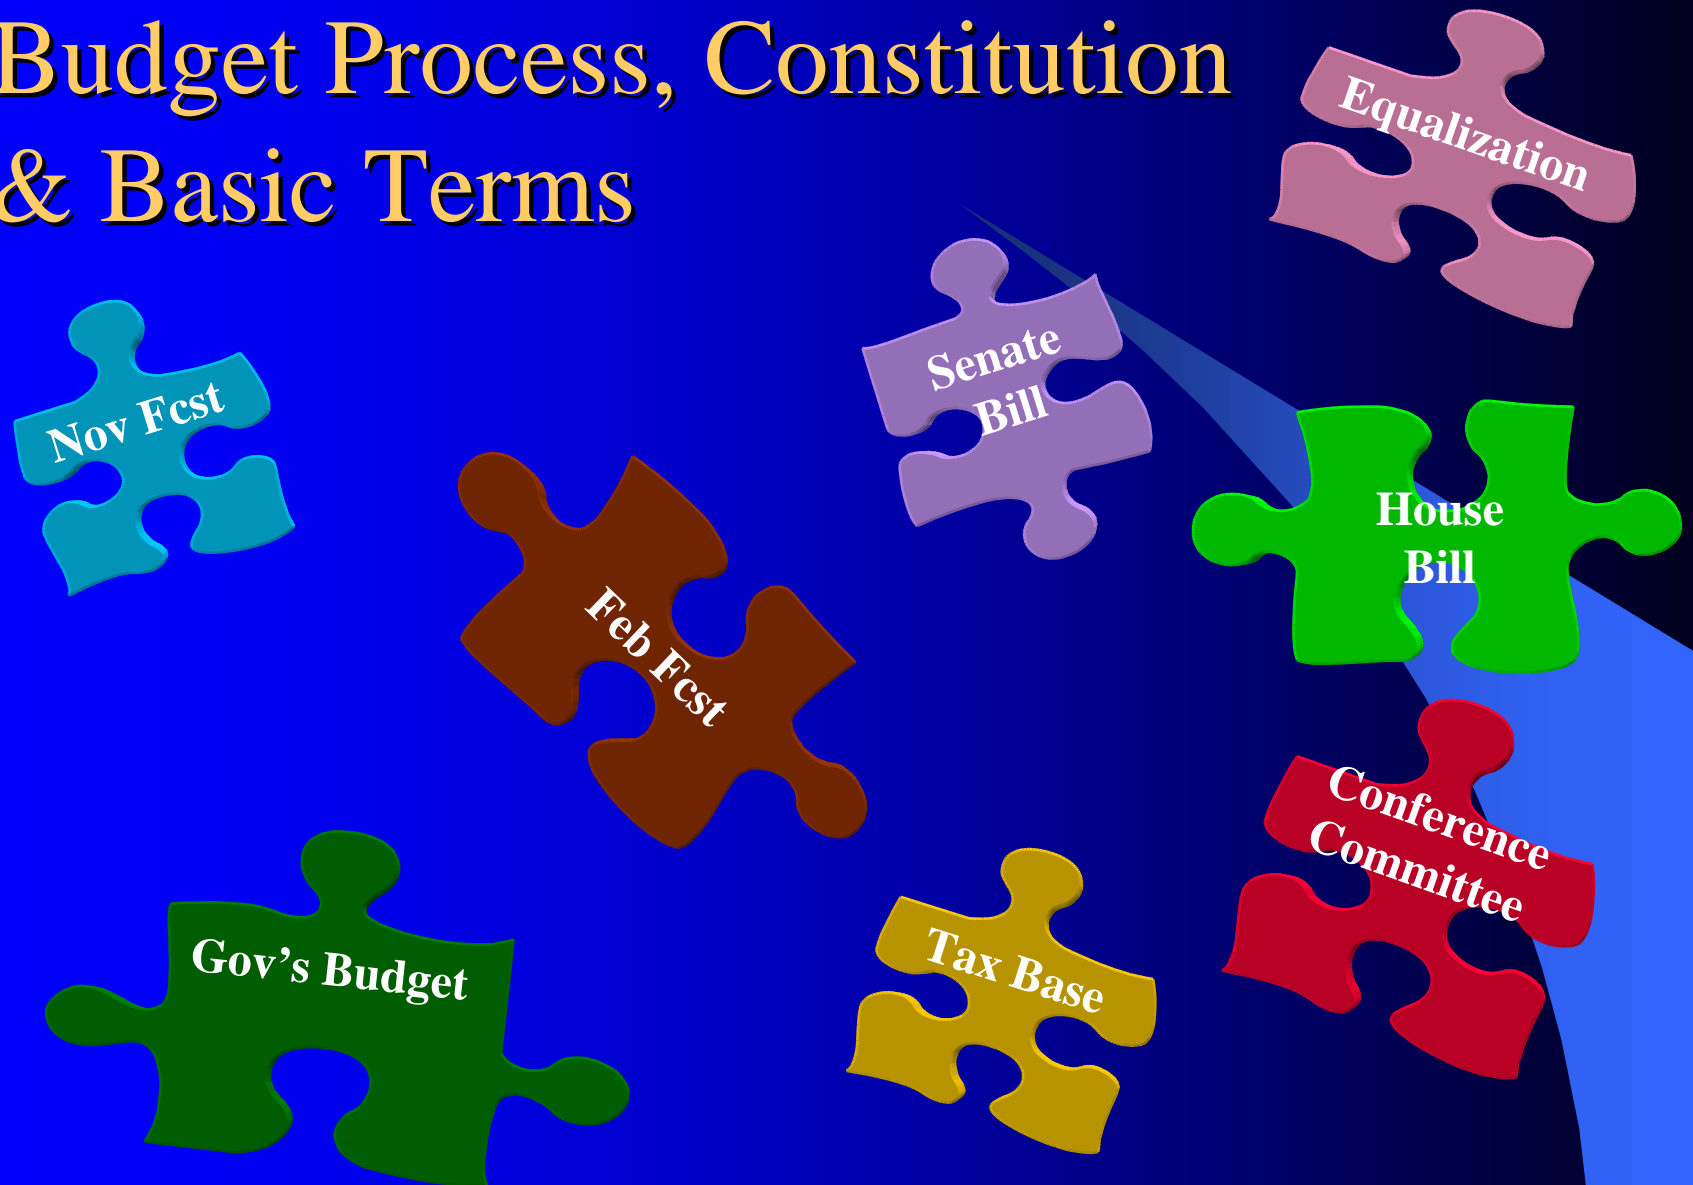 Budget Process, Constitution
& Basic Terms
Equalization
Senate
Bill
Nov Fcst
House
Bill
Feb Fcst
Conference
Committee
Gov’s Budget
Tax Base